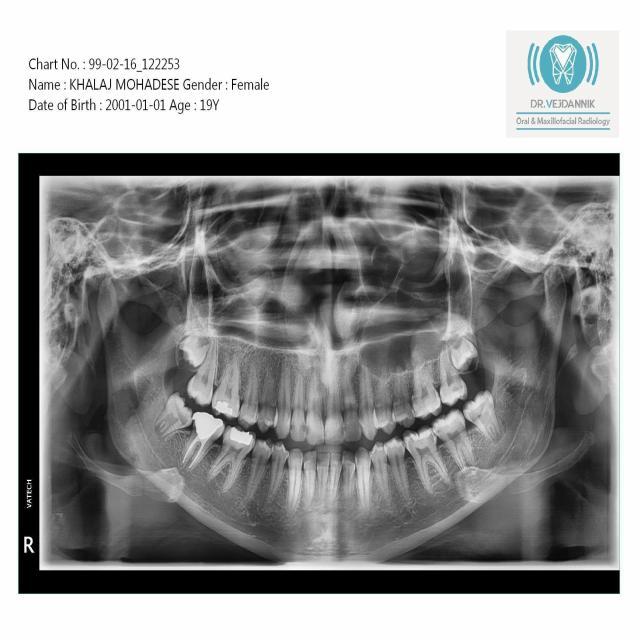 Chart No. : 99-02-16_122253
Name : KHALAJ MOHADESE Gender : Female
Date of Birth : 2001-01-01 Age : 19Y
DR.VEJDANNIK
Oral & Maxillofacial Radiology
VATECH
R